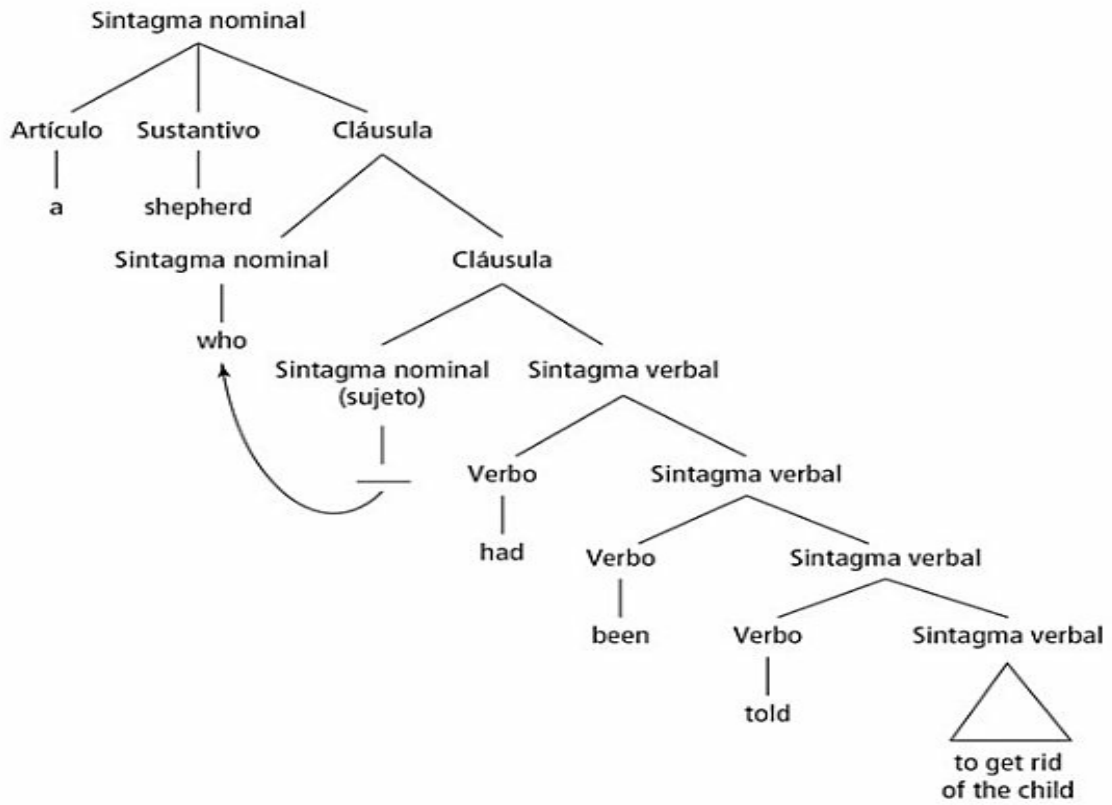 Sintagma nominal
Artículo Sustantivo Cláusula
a shepherd
Sintagma nominal Cláusula
who
Sintagma nominal Sintagma verbal
(sujeto)
Verbo Sintagma verbal
had
Verbo Sintagma verbal
been
Verbo Sintagma verbal
told
to get rid
of the child